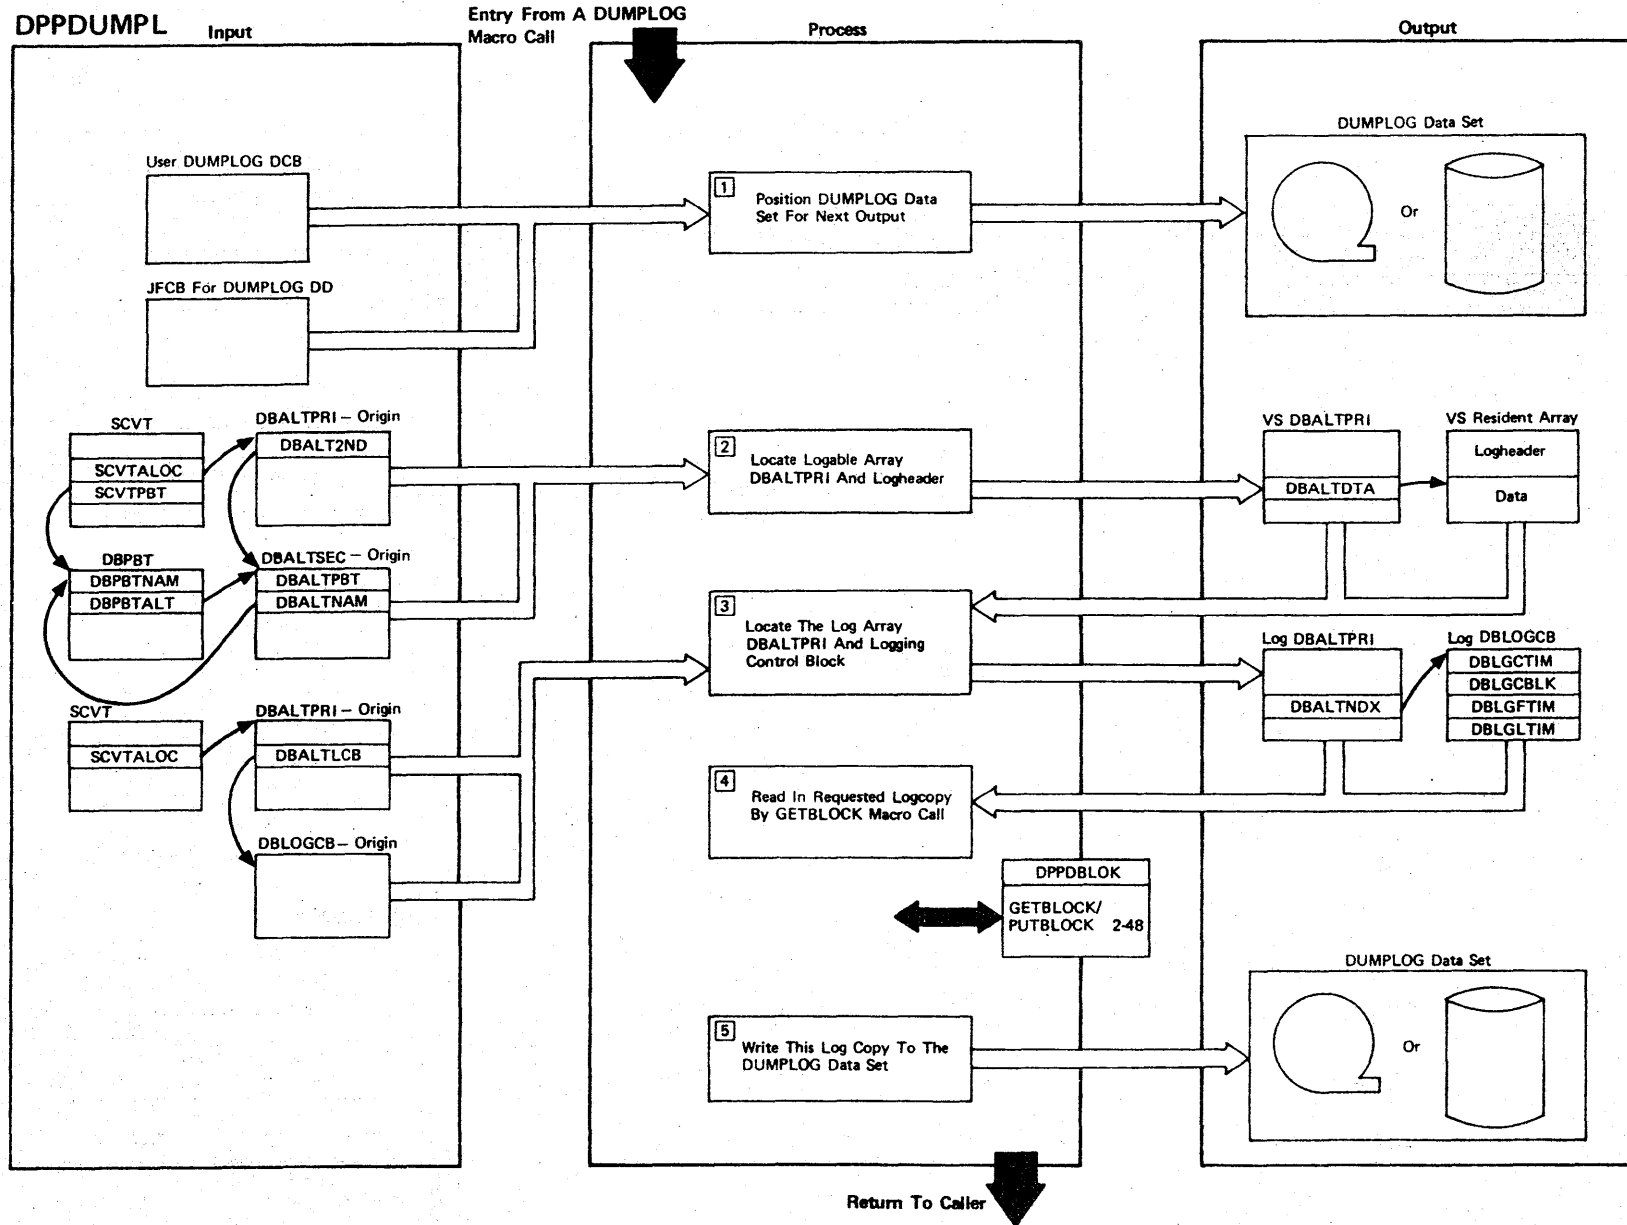 DPPDUMPL
Input
Entry From A DUMPLOG
Macro Call
Process
Output
User DUMPLOG DCB
JFCB For DUMPLOG DD
1
Position DUMPLOG Data
Set For Next Output
DUMPLOG Data Set
Or
SCVT
SCVTALOC
SCVTPBT
DBALTPRI – Origin
DBALT2ND
2
Locate Logable Array
DBALTPRI And Logheader
VS DBALTPRI
DBALTDTA
VS Resident Array
Logheader
Data
DBPBT
DBPBTNAM
DBPBTALT
DBALTSEC – Origin
DBALTPBT
DBALTNAM
3
Locate The Log Array
DBALTPRI And Logging
Control Block
Log DBALTPRI
DBALTNDX
Log DBLOGCB
DBLGCTIM
DBLGCBLK
DBLGFTIM
DBLGLTIM
SCVT
SCVTALOC
DBALTPRI – Origin
DBALTLCB
DBLOGCB – Origin
4
Read In Requested Logcopy
By GETBLOCK Macro Call
DPPDBLOK
GETBLOCK/
PUTBLOCK 2-48
5
Write This Log Copy To The
DUMPLOG Data Set
DUMPLOG Data Set
Or
Return To Caller